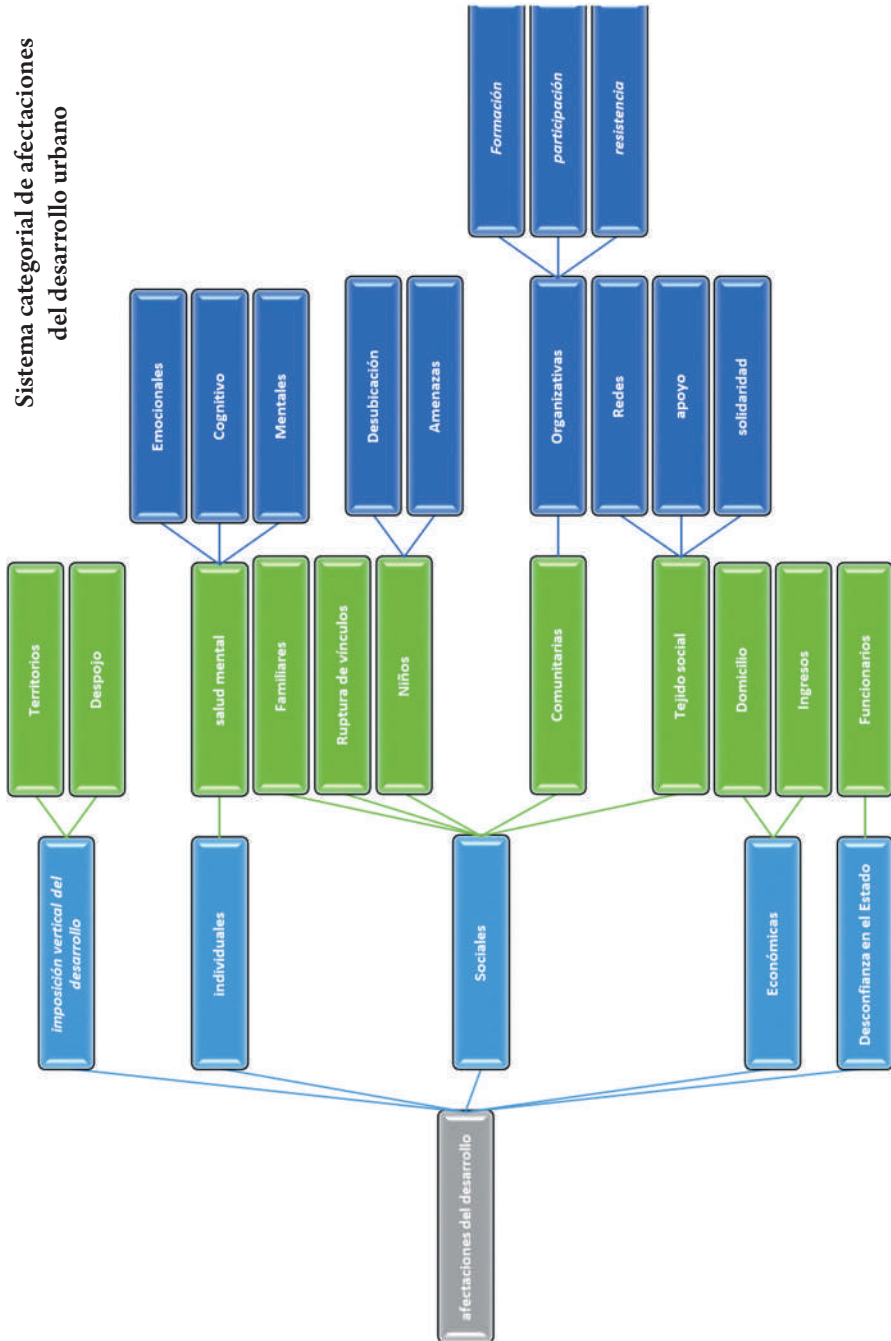 Sistema categorial de afectaciones
del desarrollo urbano
afectaciones del desarrollo
imposición vertical del
desarrollo
Territorios
Despojo
individuales
salud mental
Emocionales
Cognitivo
Mentales
Sociales
Familiares
Ruptura de vínculos
Niños
Desubicación
Amenazas
Comunitarias
Organizativas
Formación
participación
resistencia
Tejido social
Redes
apoyo
solidaridad
Económicas
Domicilio
Ingresos
Desconfianza en el Estado
Funcionarios